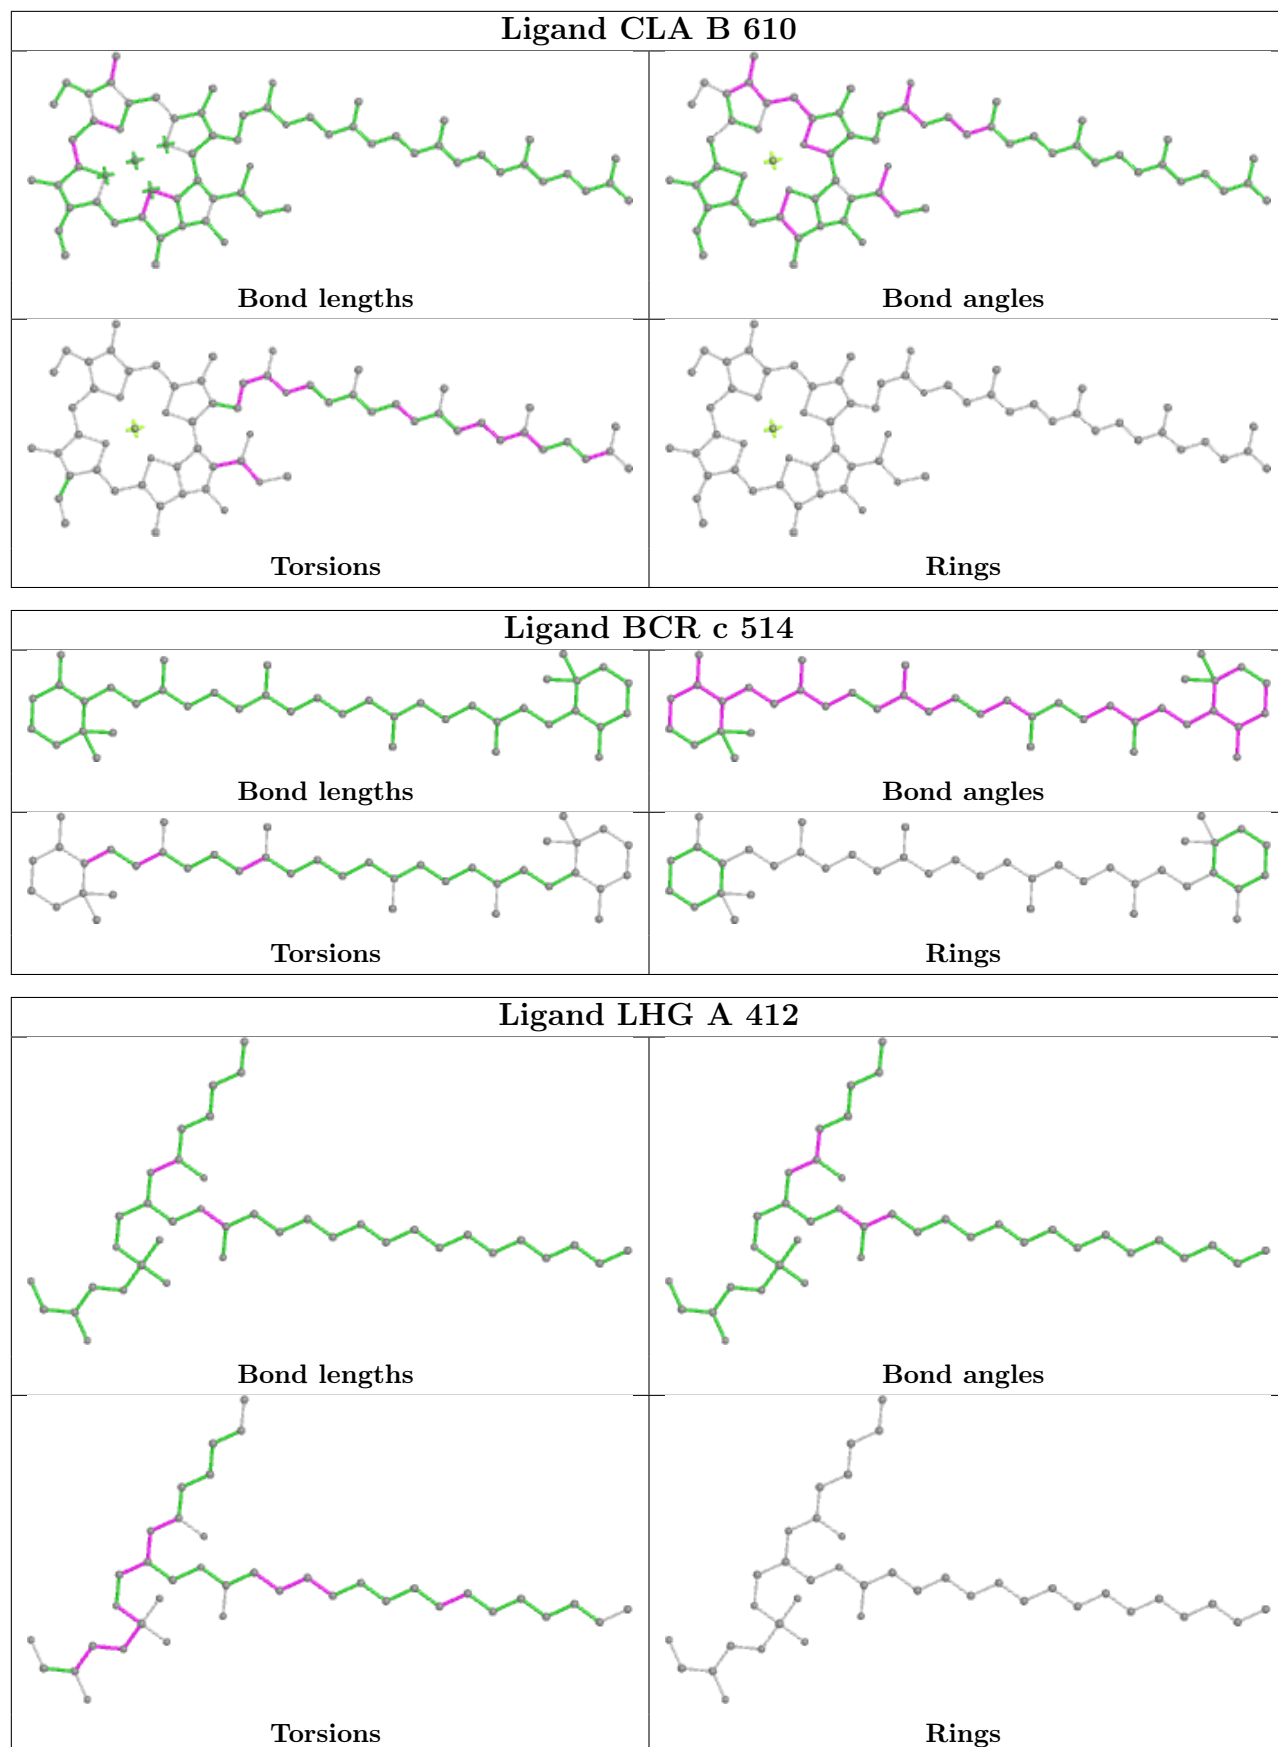 Ligand CLA B 610
Bond lengths
Bond angles
Torsions
Rings
Ligand BCR c 514
Bond lengths
Bond angles
Torsions
Rings
Ligand LHG A 412
Bond lengths
Bond angles
Torsions
Rings